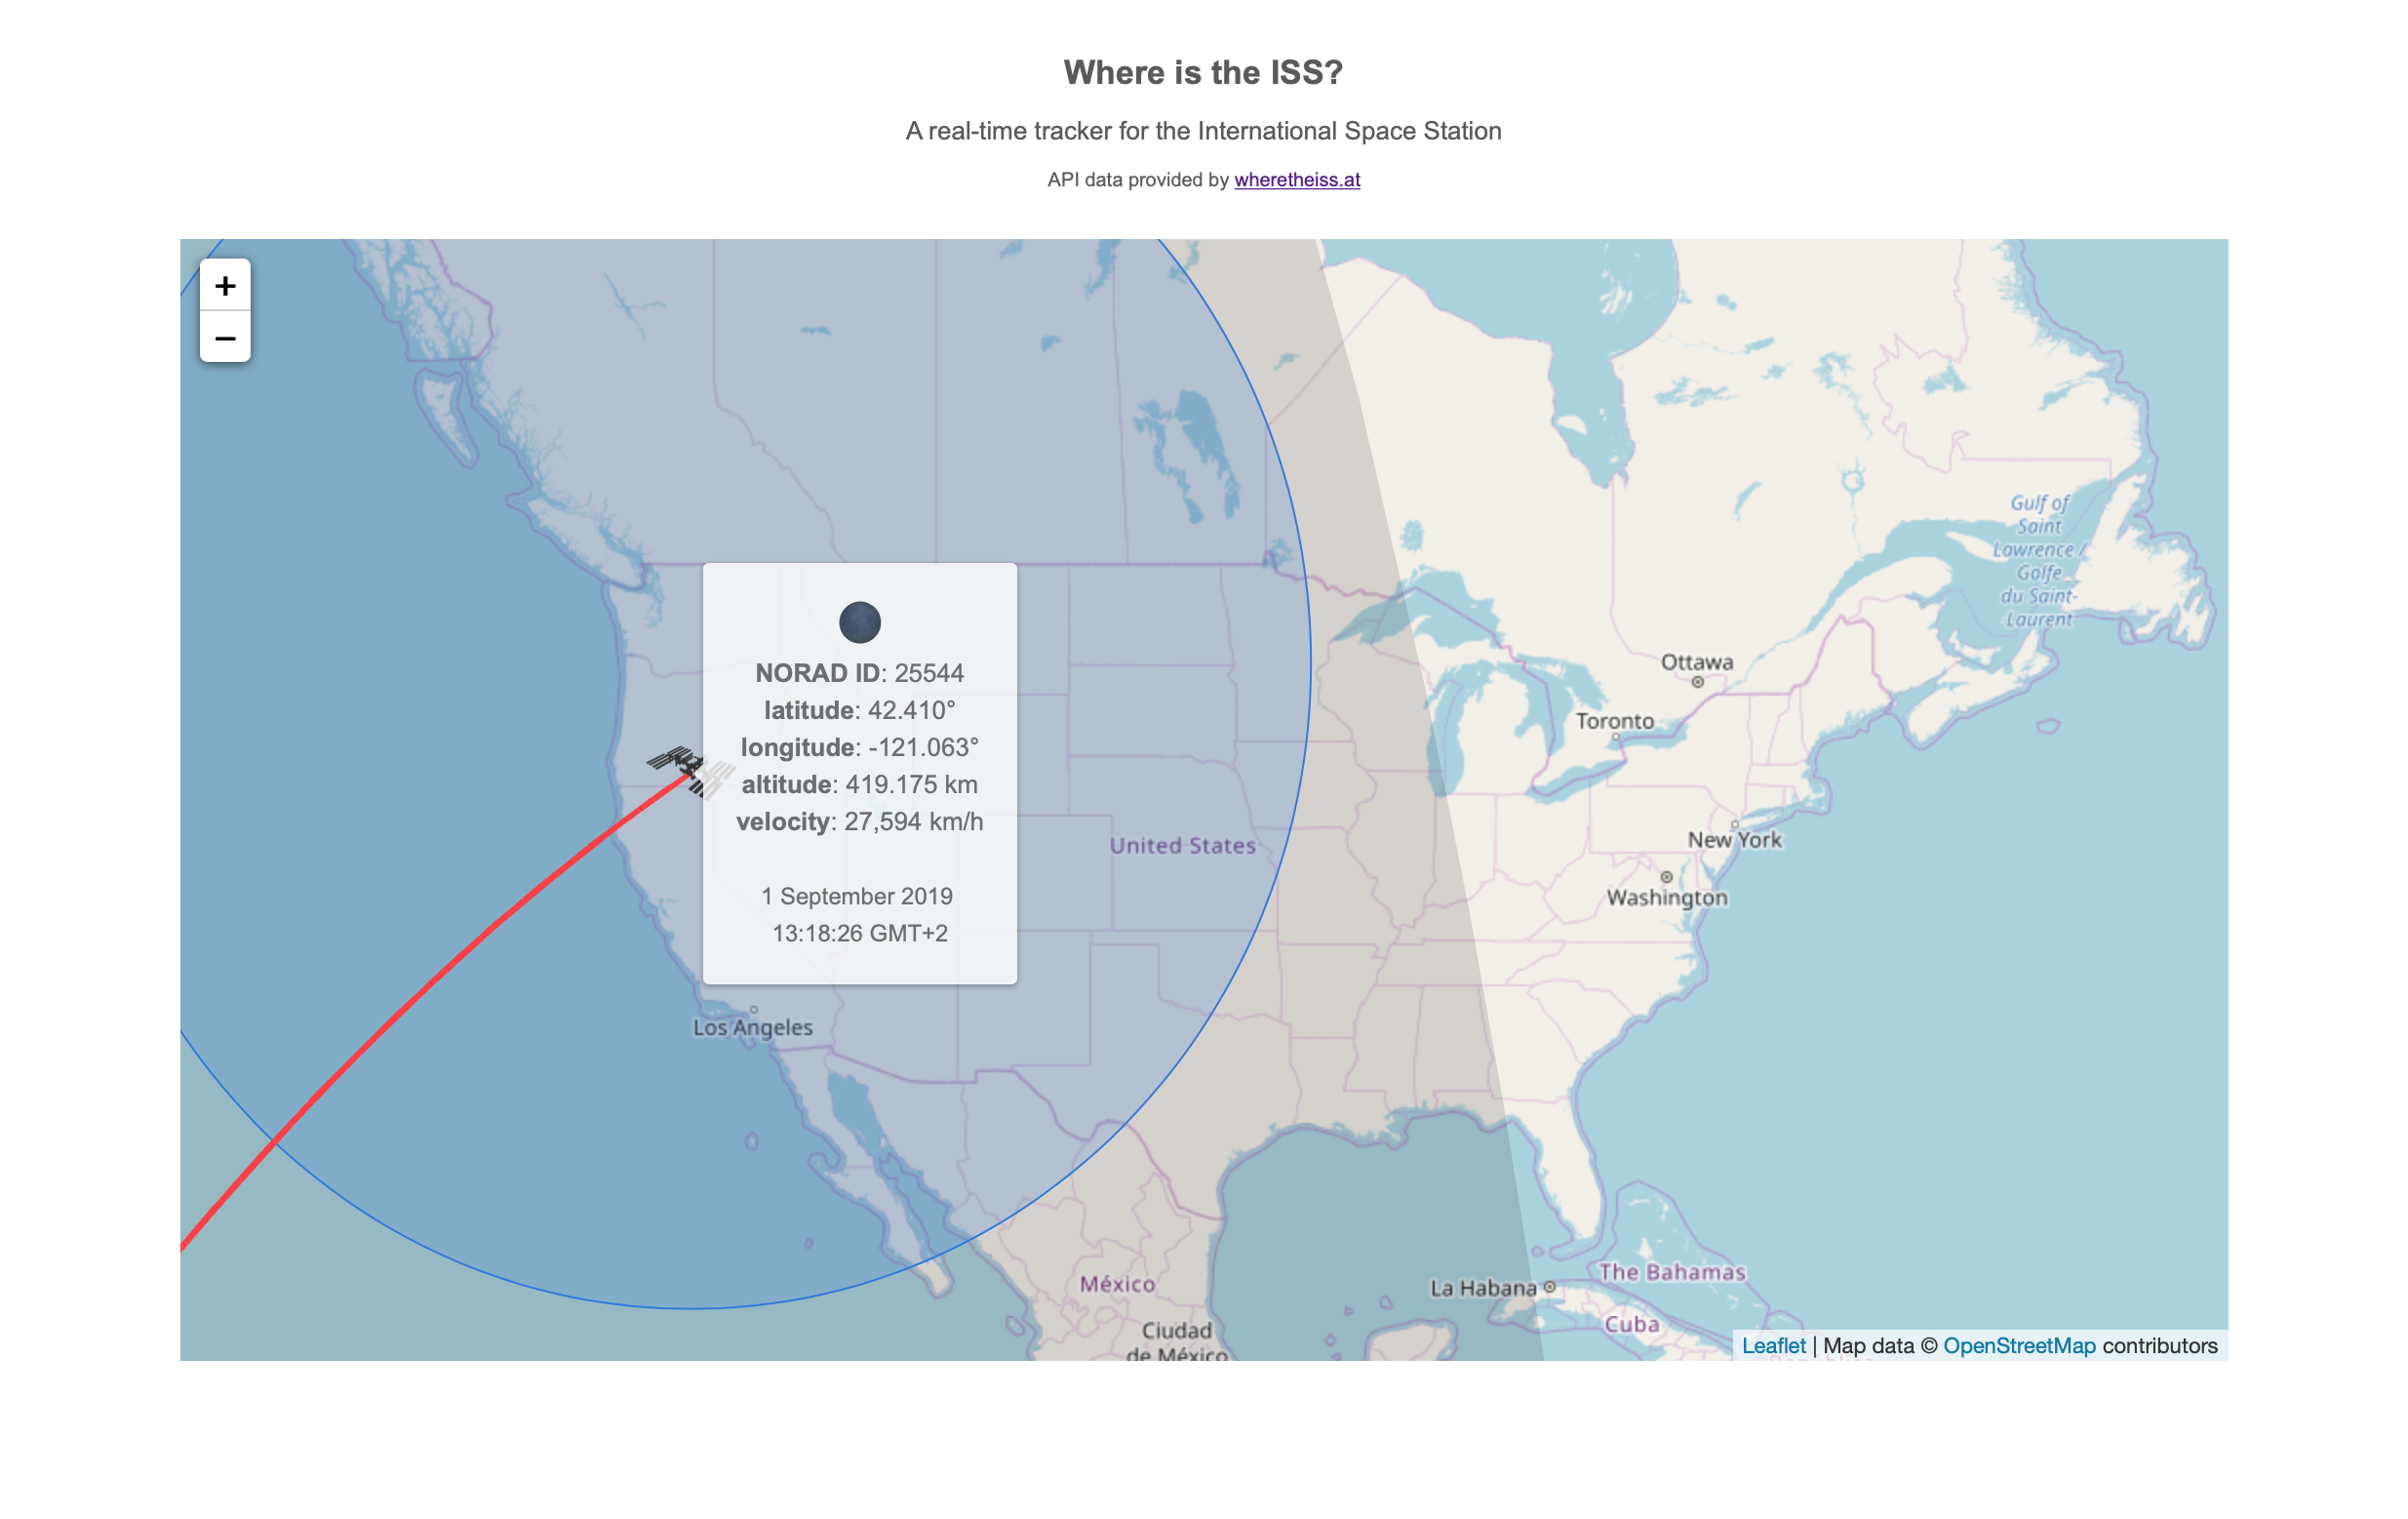 Where is the ISS?
A real-time tracker for the International Space Station
API data provided by wheretheiss.at
+
−
Gulf of
Saint
Lawrence /
Golfe
du Saint-
Laurent
NORAD ID: 25544
latitude: 42.410°
longitude: -121.063°
altitude: 419.175 km
velocity: 27,594 km/h
1 September 2019
13:18:26 GMT+2
Ottawa
Toronto
New York
United States
Washington
Los Angeles
The Bahamas
México
La Habana
Cuba
Ciudad
de México
Leaflet | Map data © OpenStreetMap contributors